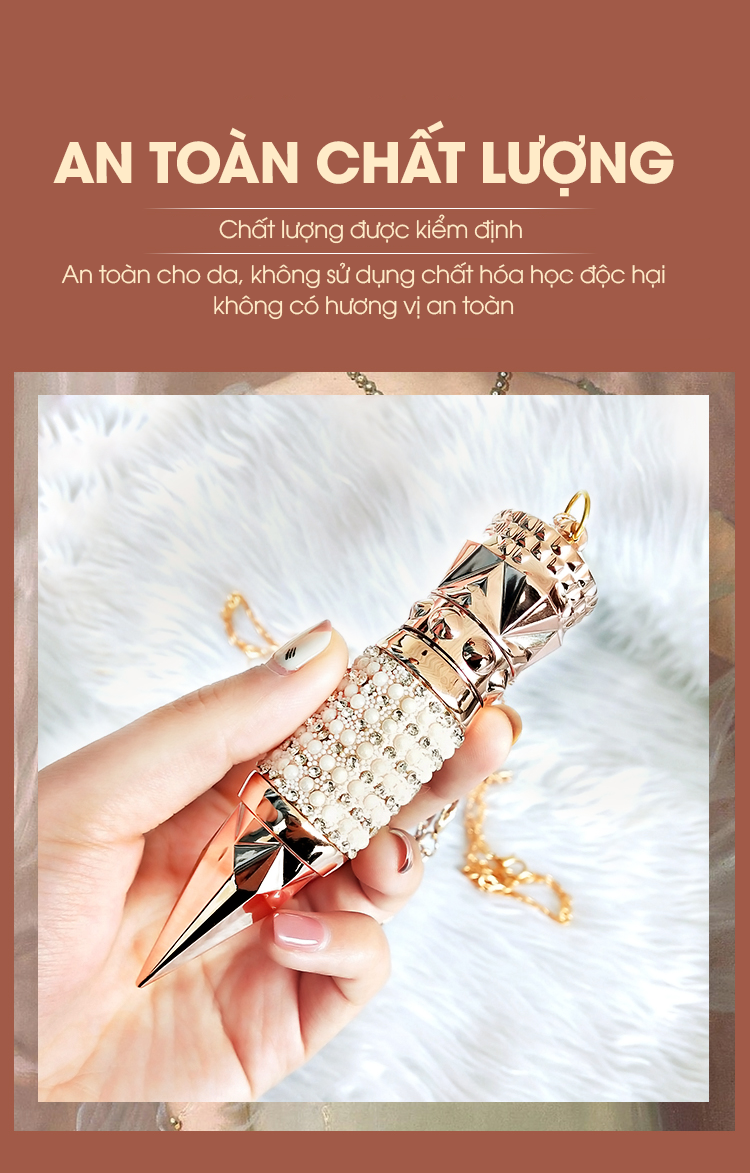 AN TOÀN CHẤT LƯỢNG
Chất lượng được kiểm định
An toàn cho da, không sử dụng chất hóa học độc hại
không có hương vị an toàn